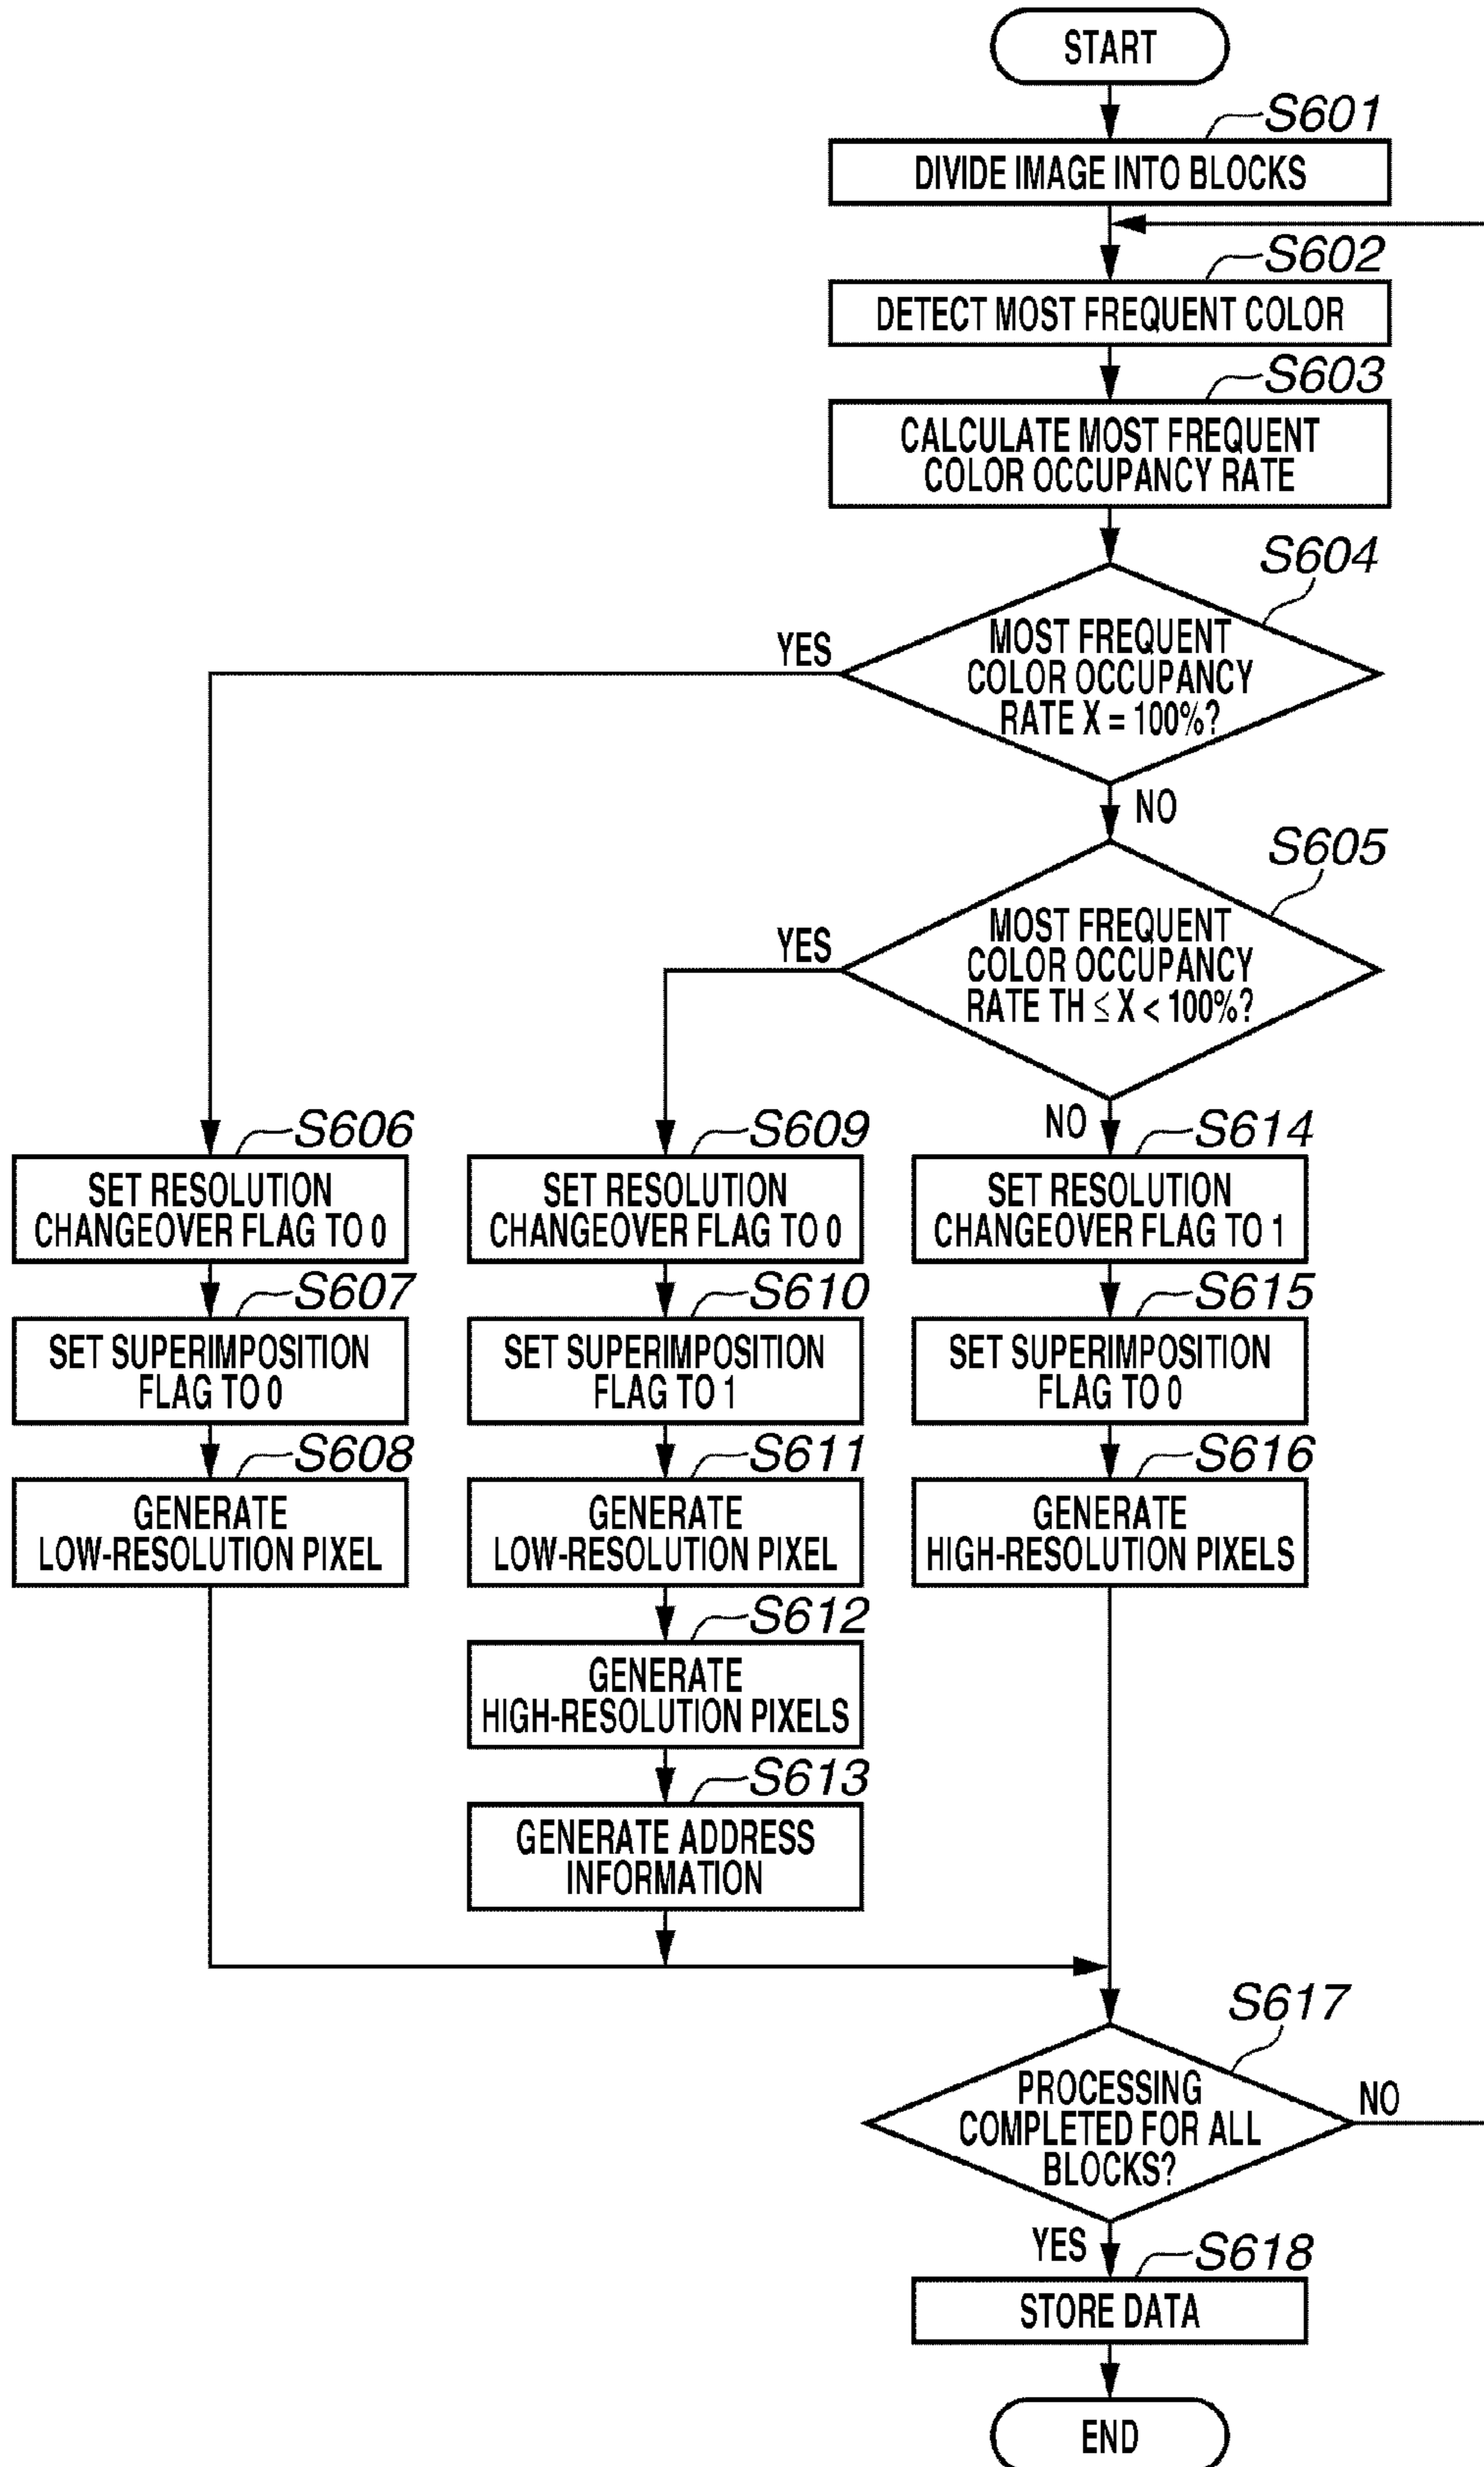 START
S601
DIVIDE IMAGE INTO BLOCKS
S602
DETECT MOST FREQUENT COLOR
S603
CALCULATE MOST FREQUENT
COLOR OCCUPANCY RATE
S604
MOST FREQUENT
COLOR OCCUPANCY
RATE X = 100%?
YES
NO
S605
MOST FREQUENT
COLOR OCCUPANCY
RATE TH ≤ X < 100%?
YES
NO
S606
SET RESOLUTION
CHANGEOVER FLAG TO 0
S607
SET SUPERIMPOSITION
FLAG TO 0
S608
GENERATE
LOW-RESOLUTION PIXEL
S609
SET RESOLUTION
CHANGEOVER FLAG TO 0
S610
SET SUPERIMPOSITION
FLAG TO 1
S611
GENERATE
LOW-RESOLUTION PIXEL
S612
GENERATE
HIGH-RESOLUTION PIXELS
S613
GENERATE ADDRESS
INFORMATION
S614
SET RESOLUTION
CHANGEOVER FLAG TO 1
S615
SET SUPERIMPOSITION
FLAG TO 0
S616
GENERATE
HIGH-RESOLUTION PIXELS
S617
PROCESSING
COMPLETED FOR ALL
BLOCKS?
NO
YES
S618
STORE DATA
END